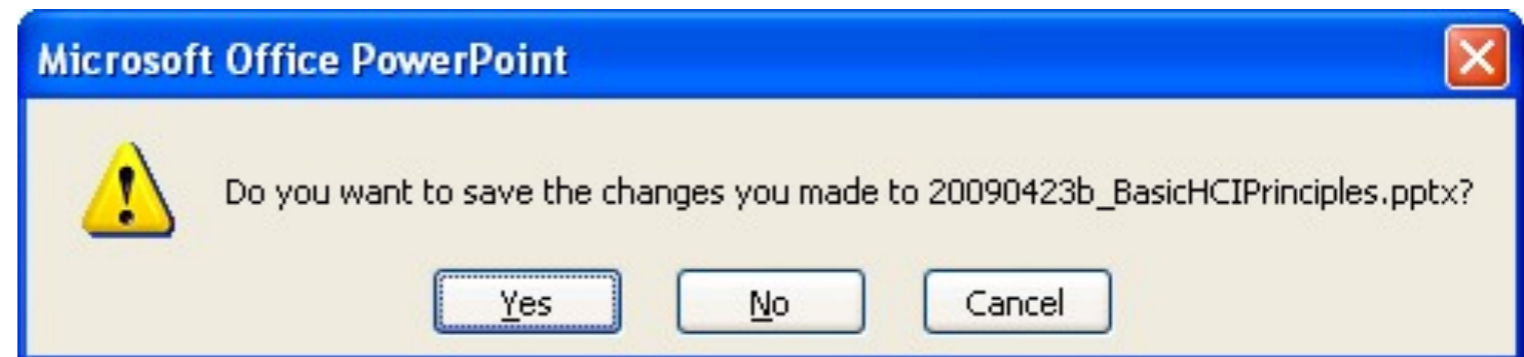 Microsoft Office PowerPoint
Do you want to save the changes you made to 20090423b_BasicHCIPrinciples.pptx?
Yes No Cancel